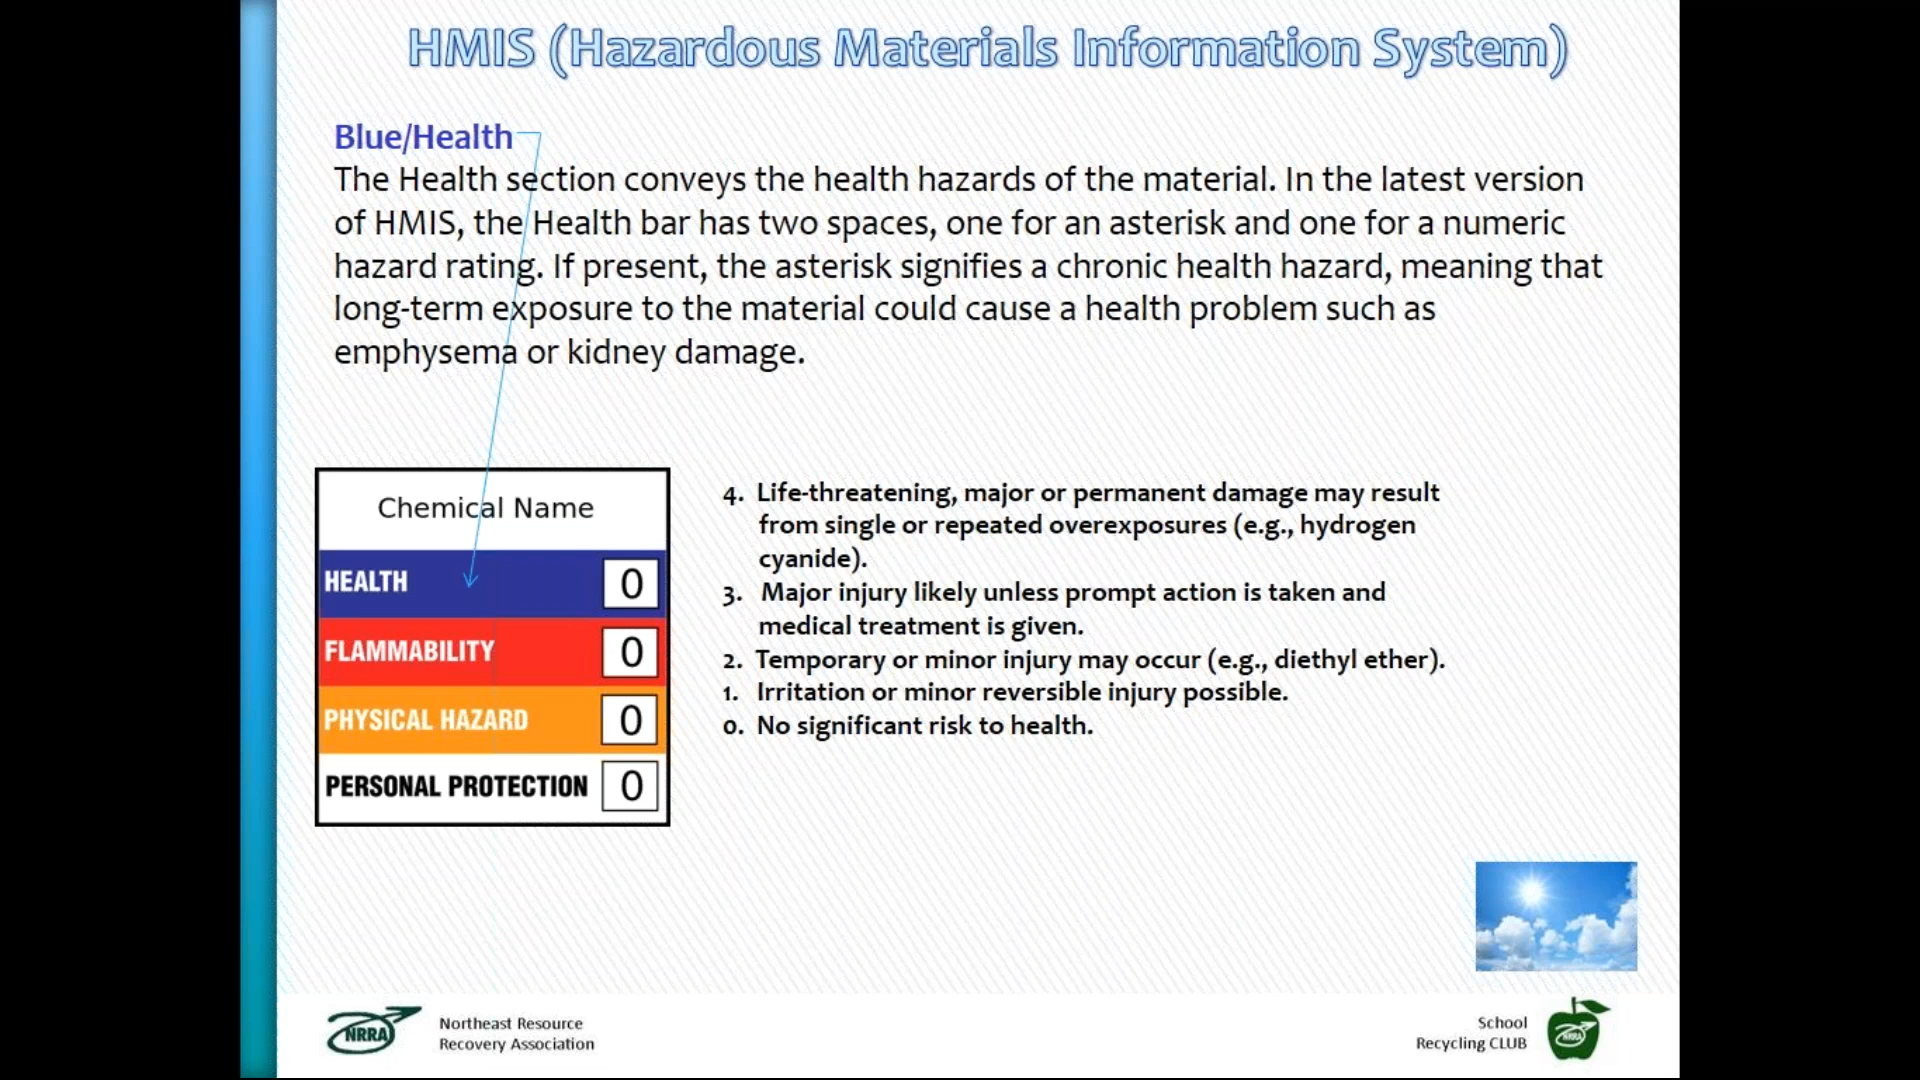 HMIS (Hazardous Materials Information System)
Blue/Health
The Health section conveys the health hazards of the material. In the latest version
of HMIS, the Health bar has two spaces, one for an asterisk and one for a numeric
hazard rating. If present, the asterisk signifies a chronic health hazard, meaning that
long-term exposure to the material could cause a health problem such as
emphysema or kidney damage.
Chemical Name
HEALTH 0
FLAMMABILITY 0
PHYSICAL HAZARD 0
PERSONAL PROTECTION 0
4. Life-threatening, major or permanent damage may result
from single or repeated overexposures (e.g., hydrogen
cyanide).
3. Major injury likely unless prompt action is taken and
medical treatment is given.
2. Temporary or minor injury may occur (e.g., diethyl ether).
1. Irritation or minor reversible injury possible.
0. No significant risk to health.
NRRA
Northeast Resource
Recovery Association
School
Recycling CLUB
NRRA